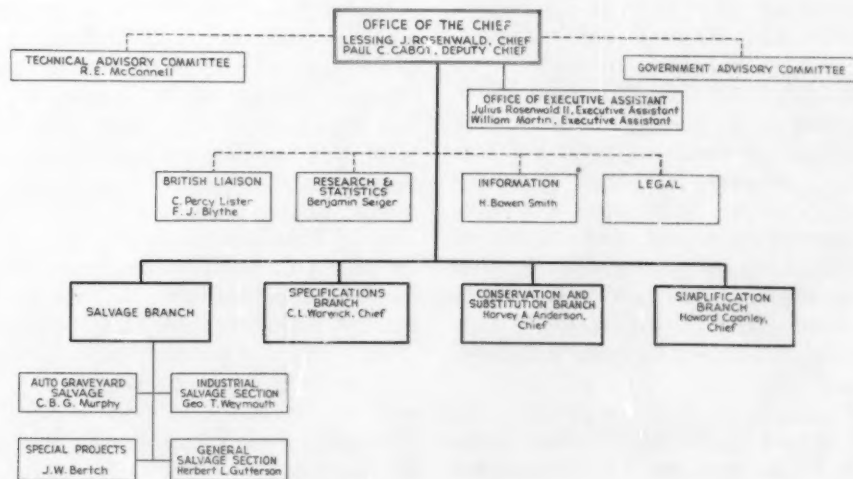 OFFICE OF THE CHIEF
LESSING J. ROSENWALD, CHIEF
PAUL C. CABOT, DEPUTY CHIEF
TECHNICAL ADVISORY COMMITTEE
R.E. McConnell
GOVERNMENT ADVISORY COMMITTEE
OFFICE OF EXECUTIVE ASSISTANT
Julius Rosenwald II, Executive Assistant
William Martin, Executive Assistant
BRITISH LIAISON
C. Percy Lister
F. J. Blythe
RESEARCH &
STATISTICS
Benjamin Seiger
INFORMATION
H. Bowen Smith
LEGAL
SALVAGE BRANCH
SPECIFICATIONS
BRANCH
C.L. Warwick, Chief
CONSERVATION AND
SUBSTITUTION BRANCH
Harvey A. Anderson,
Chief
SIMPLIFICATION
BRANCH
Howard Coonley,
Chief
AUTO GRAVEYARD
SALVAGE
C. B. G. Murphy
INDUSTRIAL
SALVAGE SECTION
Geo. T. Weymouth
SPECIAL PROJECTS
J.W. Bertch
GENERAL
SALVAGE SECTION
Herbert L. Gutterson